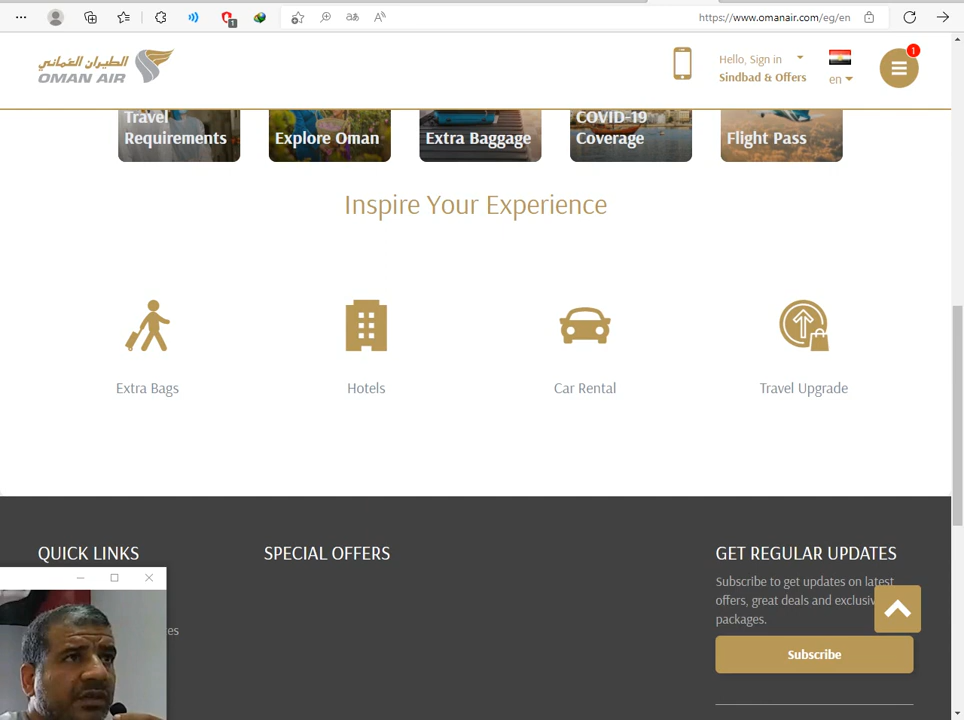 https://www.omanair.com/eg/en
1
الطيران العماني
OMAN AIR
Hello, Sign in
Sindbad & Offers
en
1
Travel
Requirements
Explore Oman
Extra Baggage
COVID-19
Coverage
Flight Pass
Inspire Your Experience
Extra Bags
Hotels
Car Rental
Travel Upgrade
QUICK LINKS
SPECIAL OFFERS
GET REGULAR UPDATES
Subscribe to get updates on latest
offers, great deals and
packages.
Subscribe